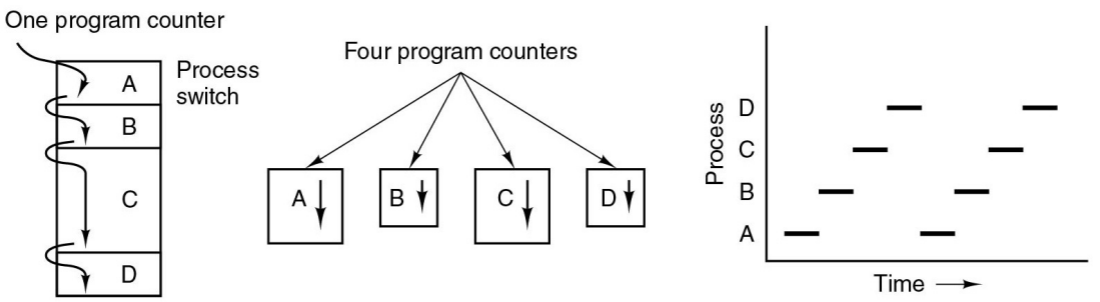 One program counter
A
Process
switch
B
C
D
Four program counters
A
B
C
D
Process
D
C
B
A
Time